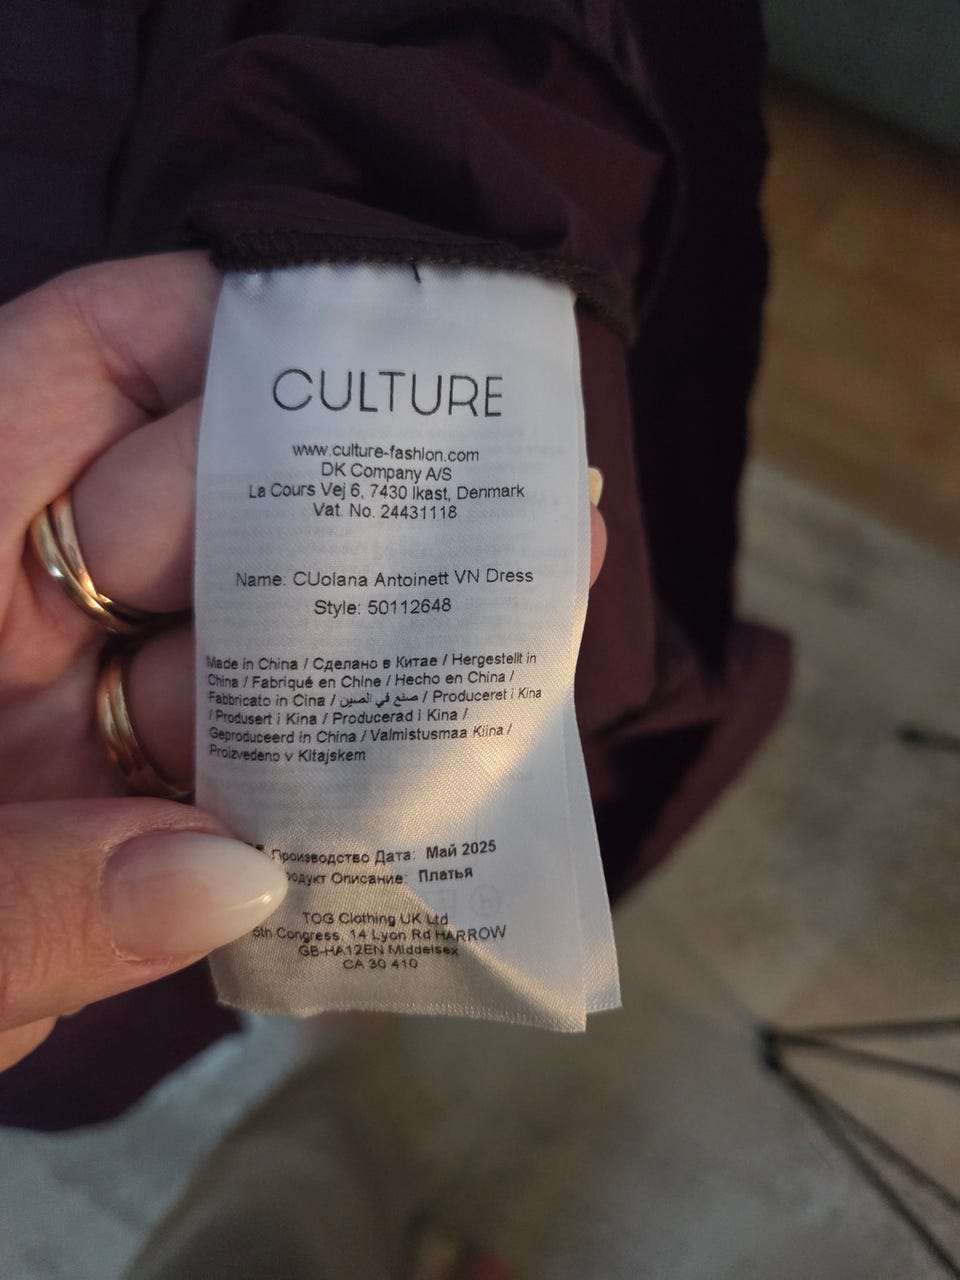 CULTURE
www.culture-fashion.com
DK Company A/S
La Cours Vej 6, 7430 Ikast, Denmark
Vat. No. 24431118
Name: CUolana Antoinett VN Dress
Style: 50112648
Made in China / Сделано в Китае / Hergestellt in
China / Fabriqué en Chine / Hecho en China /
Fabbricato in Cina / صنع في الصين / Produceret i Kina
/ Produsert i Kina / Producerad i Kina /
Geproduceerd in China / Valmistusmaa Kiina /
Proizvedeno v Kitajskem
Производство Дата: Май 2025
Описание: Платья
TOG Clothing UK Ltd
5th Congress, 14 Lyon Rd HARROW
GB-HA12EN Middelsex
CA 30 410